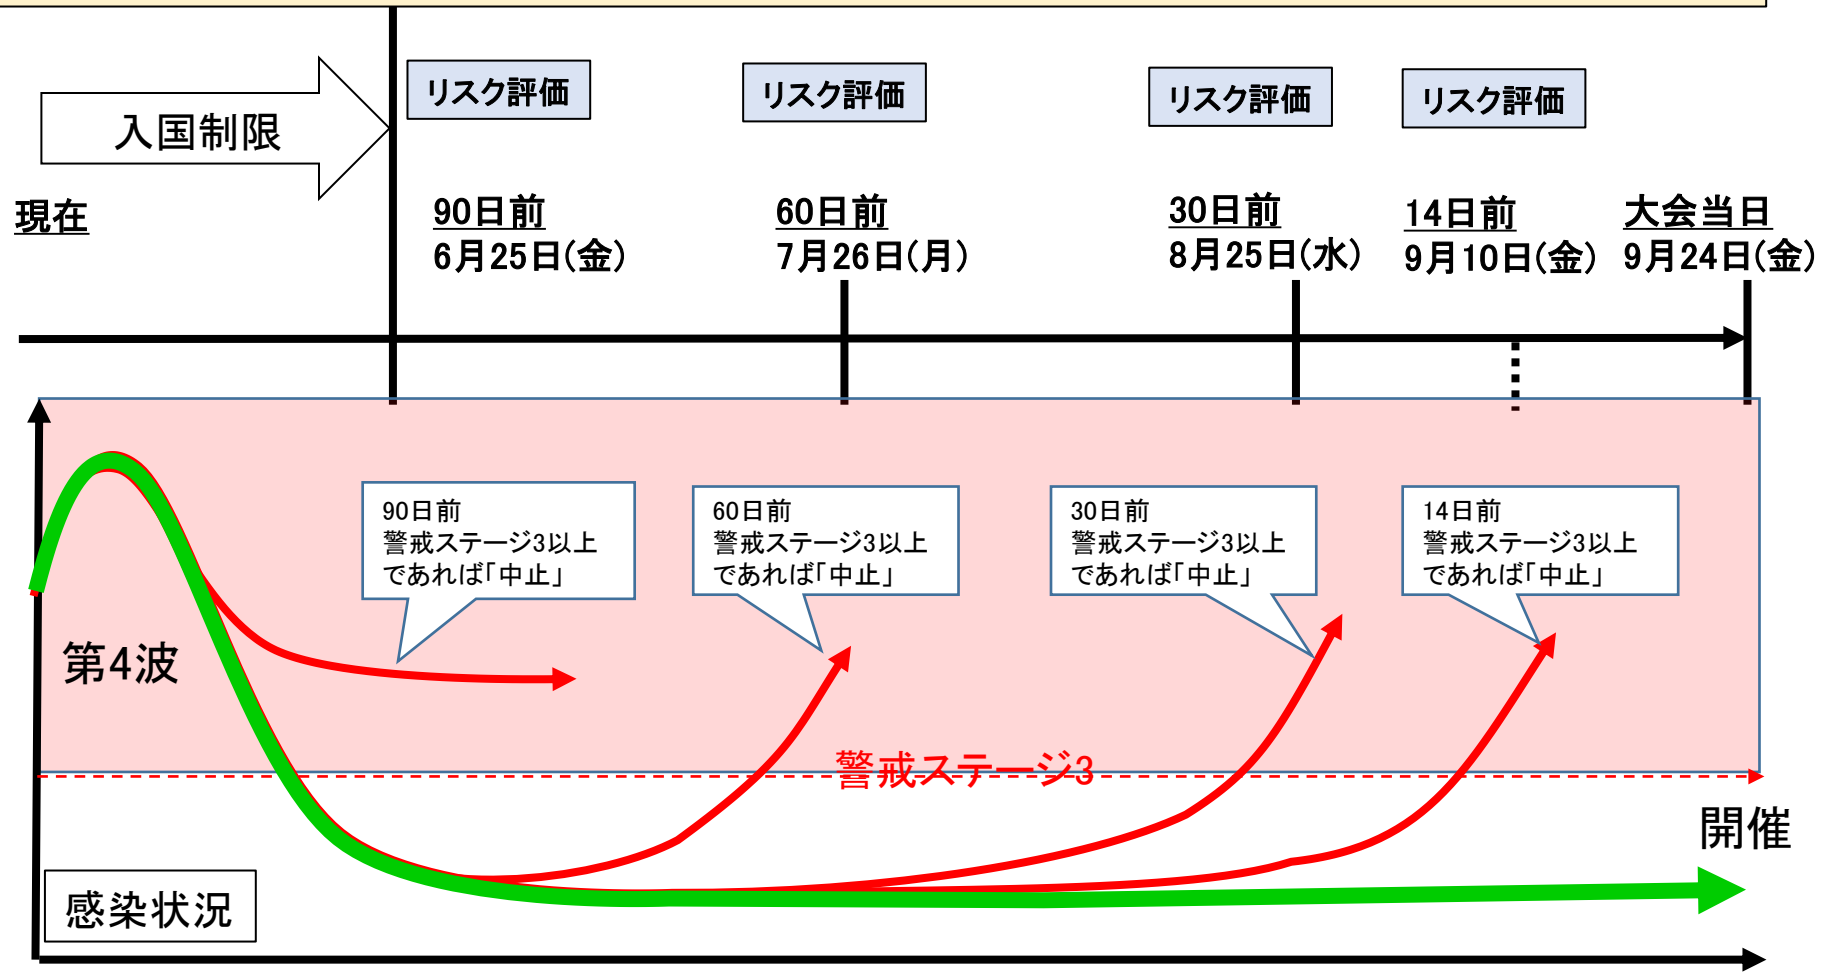 リスク評価
リスク評価
リスク評価
リスク評価
入国制限
現在
90日前
6月25日(金)
60日前
7月26日(月)
30日前
8月25日(水)
14日前
9月10日(金)
大会当日
9月24日(金)
90日前
警戒ステージ3以上
であれば「中止」
60日前
警戒ステージ3以上
であれば「中止」
30日前
警戒ステージ3以上
であれば「中止」
14日前
警戒ステージ3以上
であれば「中止」
第4波
警戒ステージ3
開催
感染状況